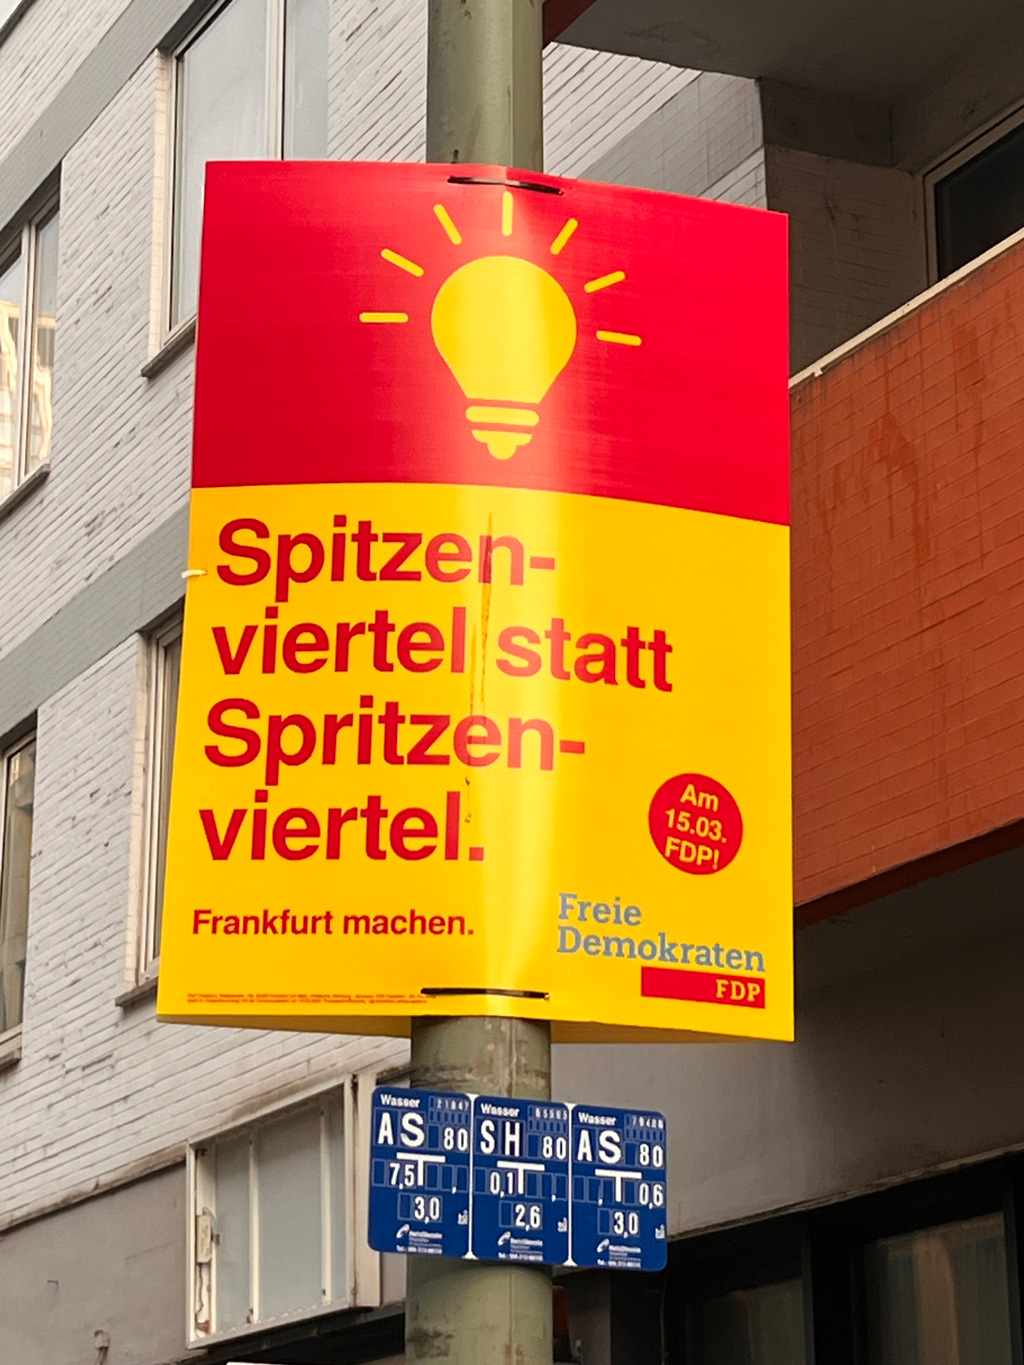 Spitzen-
viertel statt
Spritzen-
viertel.
Am
15.03.
FDP!
Frankfurt machen.
Freie
Demokraten
FDP
Wasser
AS 80
7,5 ,
3,0
Wasser
SH 80
0,1 ,
2,6
Wasser
AS 80
, 0,6
3,0